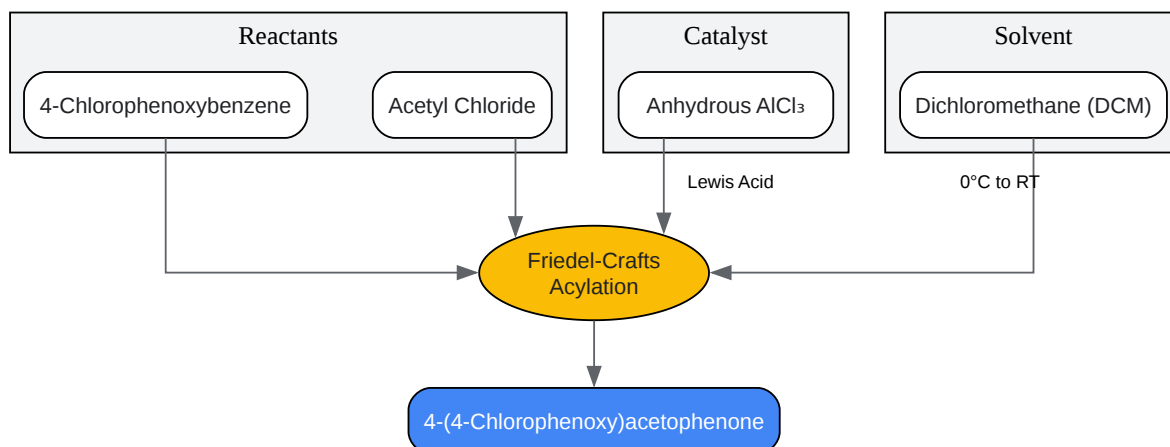 Reactants
Catalyst
Solvent
4-Chlorophenoxybenzene
Acetyl Chloride
Anhydrous AlCl₃
Dichloromethane (DCM)
Lewis Acid
0°C to RT
Friedel-Crafts
Acylation
4-(4-Chlorophenoxy)acetophenone